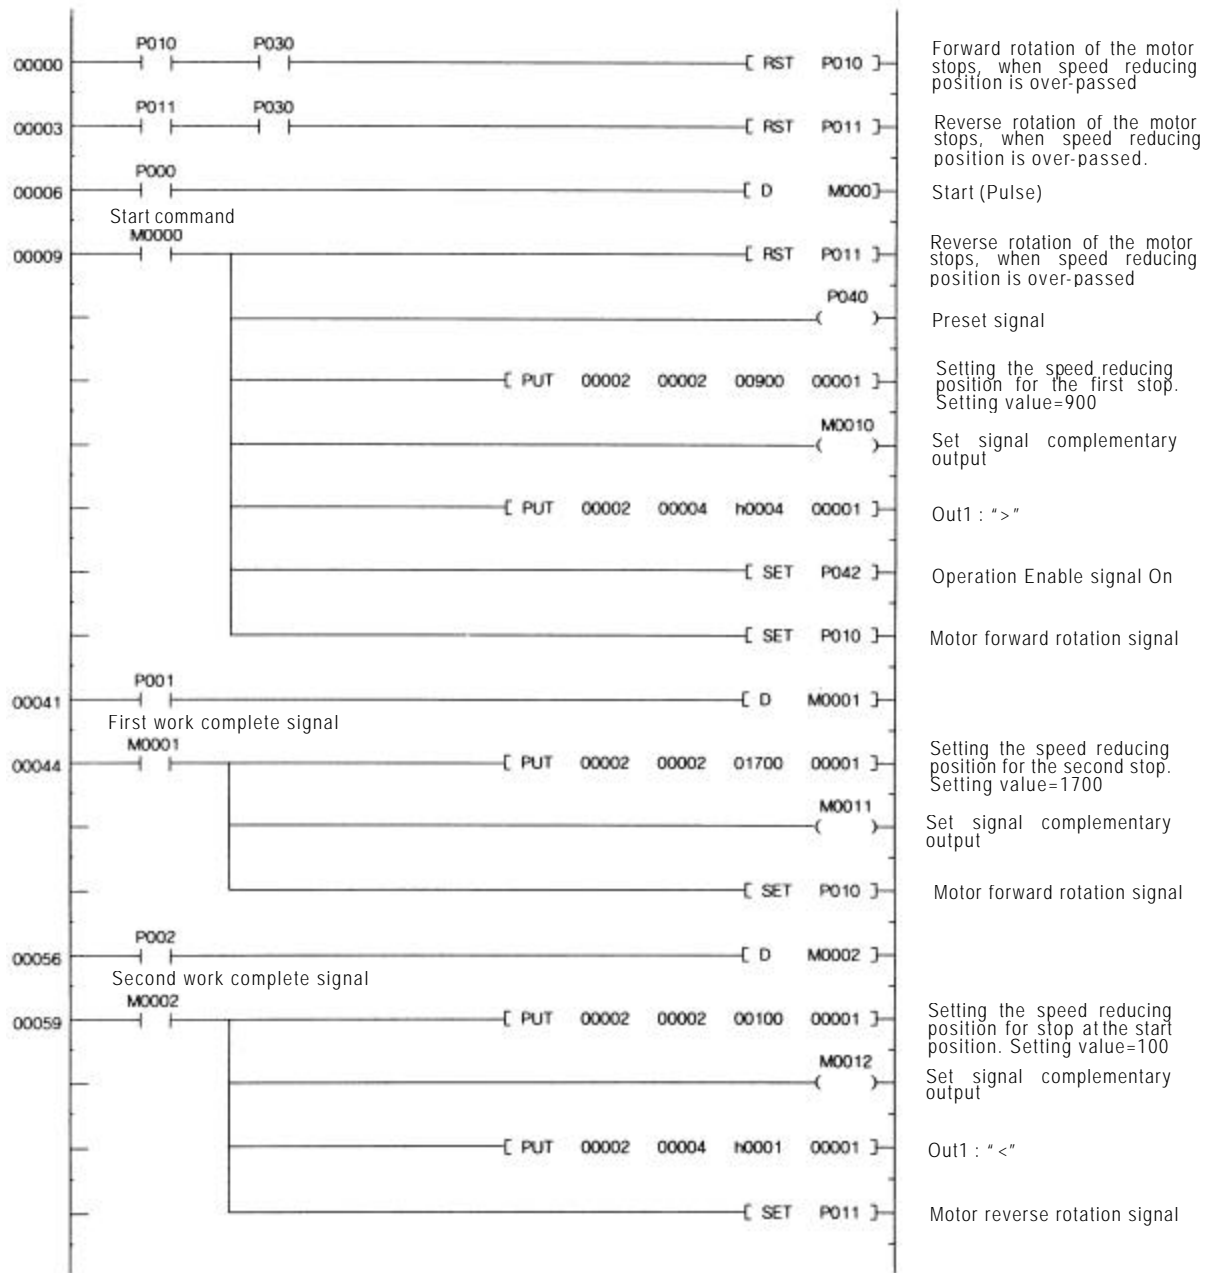 P010 P030
00000 [ RST P010 ] Forward rotation of the motor
stops, when speed reducing
position is over-passed
P011 P030
00003 [ RST P011 ] Reverse rotation of the motor
stops, when speed reducing
position is over-passed.
P000
00006 [ D M000] Start (Pulse)
Start command
M0000
00009 [ RST P011 ] Reverse rotation of the motor
stops, when speed reducing
position is over-passed
P040
( ) Preset signal
[ PUT 00002 00002 00900 00001 ] Setting the speed reducing
position for the first stop.
Setting value=900
M0010
( ) Set signal complementary
output
[ PUT 00002 00004 h0004 00001 ] Out1 : “>”
[ SET P042 ] Operation Enable signal On
[ SET P010 ] Motor forward rotation signal
P001
00041 [ D M0001 ]
First work complete signal
M0001
00044 [ PUT 00002 00002 01700 00001 ] Setting the speed reducing
position for the second stop.
Setting value=1700
M0011
( ) Set signal complementary
output
[ SET P010 ] Motor forward rotation signal
P002
00056 [ D M0002 ]
Second work complete signal
M0002
00059 [ PUT 00002 00002 00100 00001 ] Setting the speed reducing
position for stop at the start
position. Setting value=100
M0012
( ) Set signal complementary
output
[ PUT 00002 00004 h0001 00001 ] Out1 : “<”
[ SET P011 ] Motor reverse rotation signal